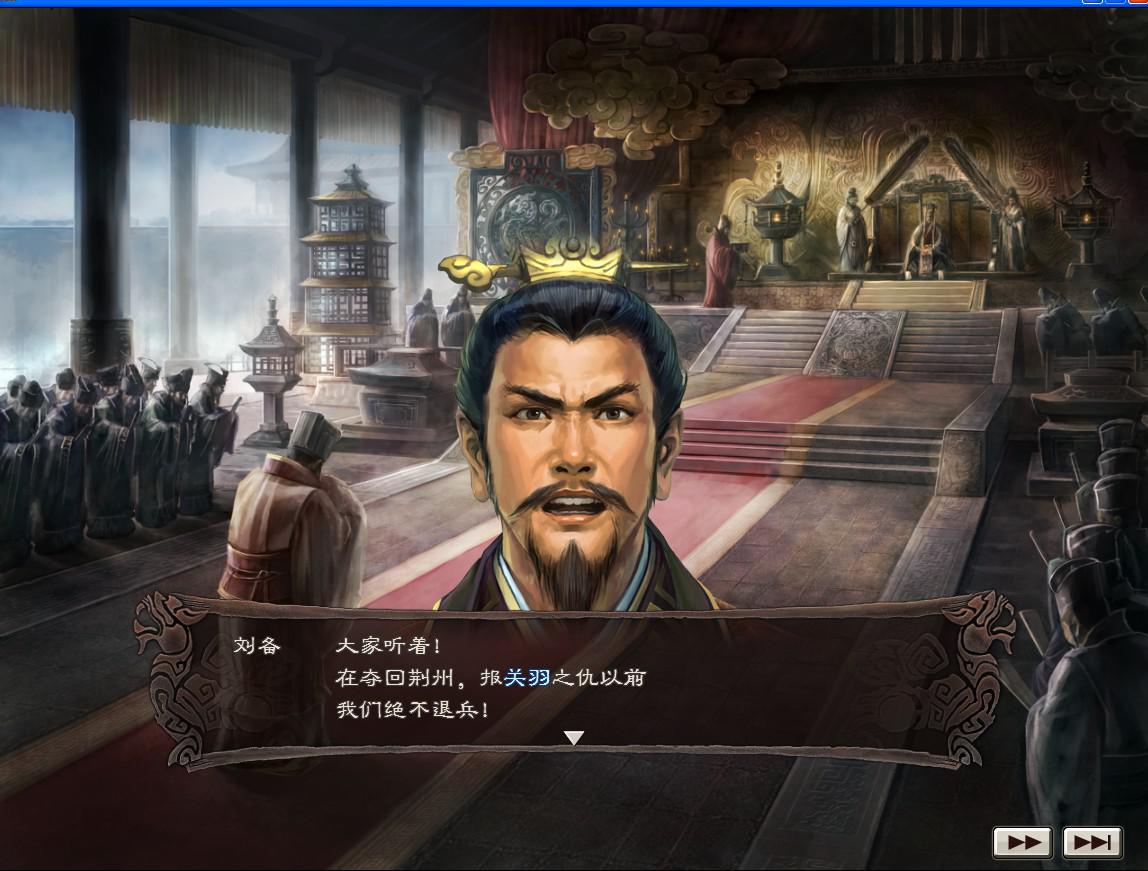 刘备
大家听着！
在夺回荆州，报关羽之仇以前
我们绝不退兵！